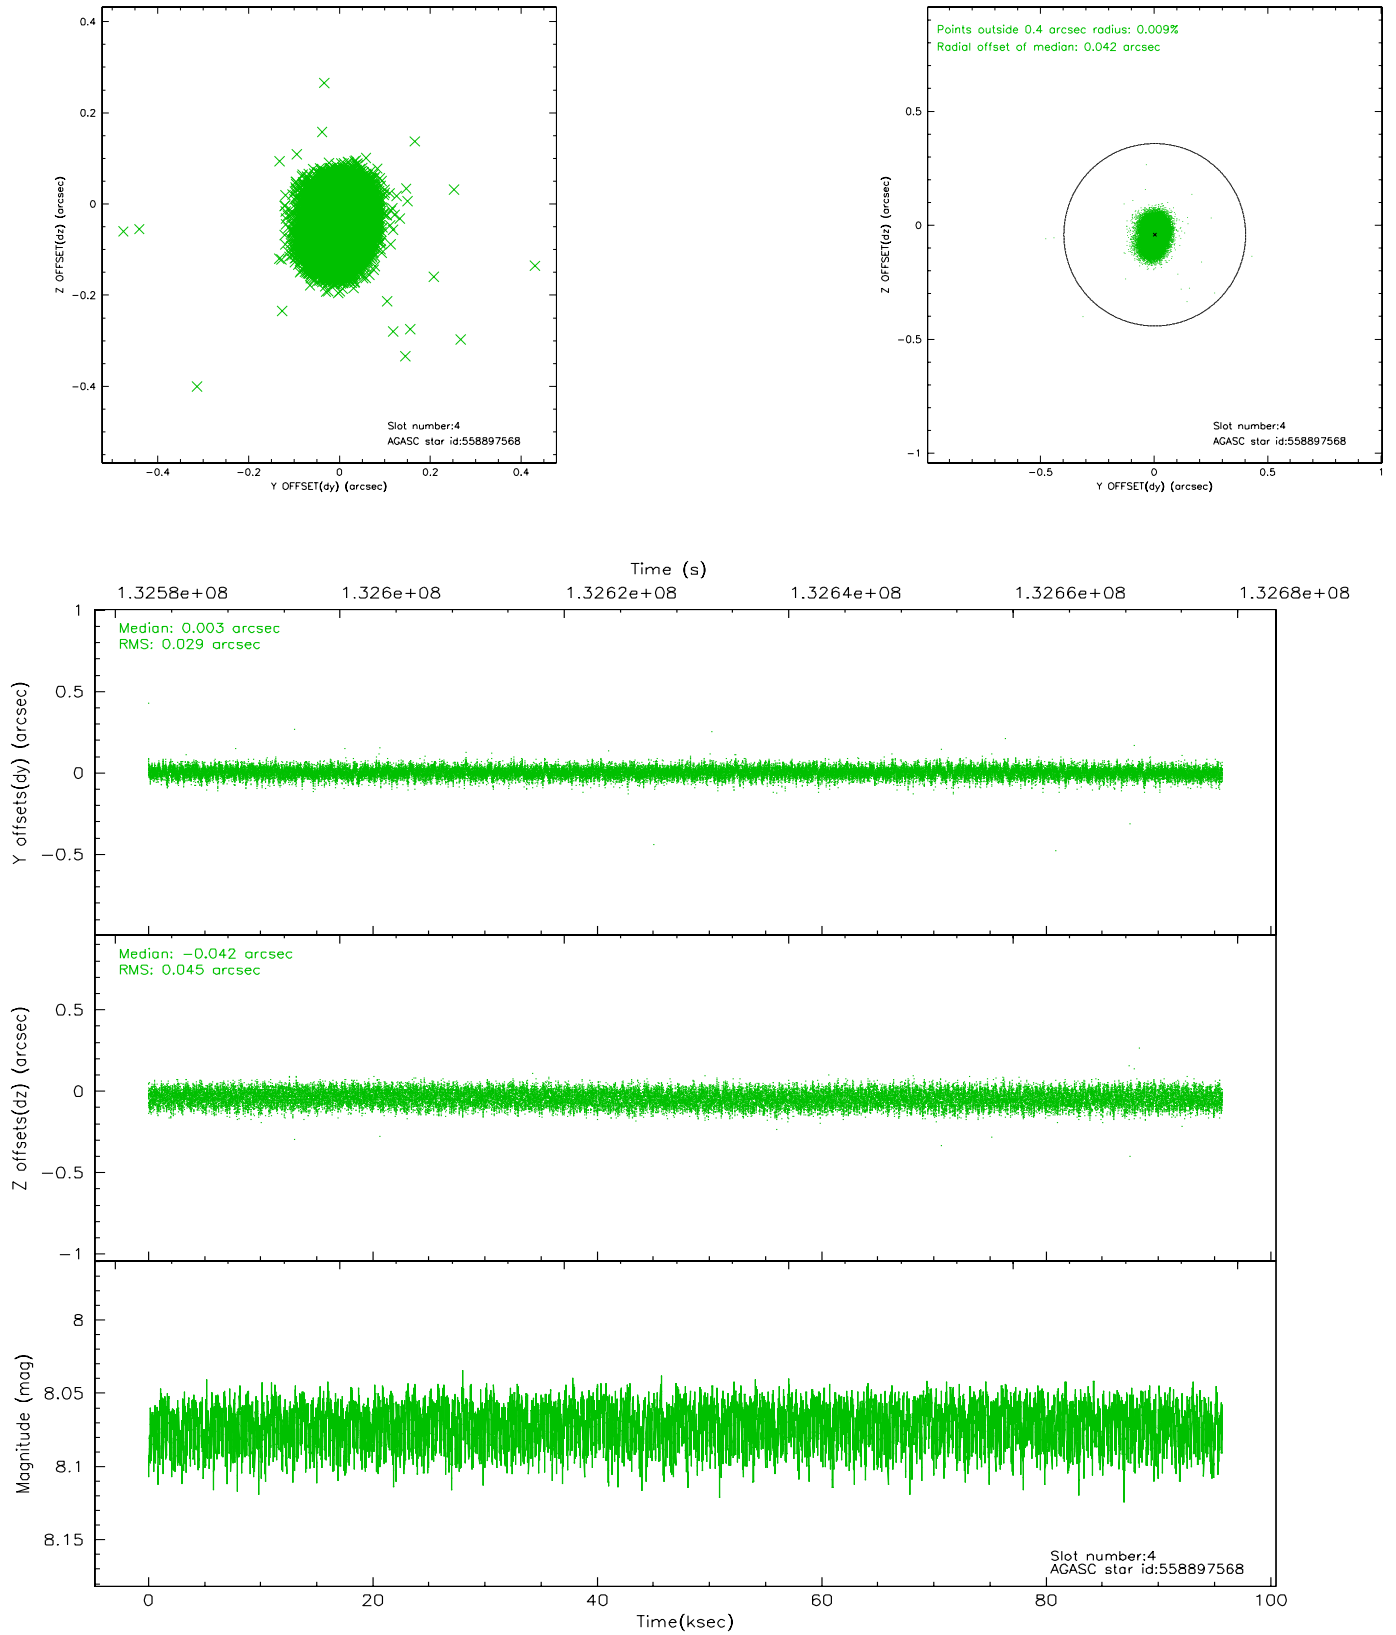 0.4
0.2
0
−0.2
−0.4
Z OFFSET(dz) (arcsec)
Slot number:4
AGASC star id:558897568
−0.4 −0.2 0 0.2 0.4
Y OFFSET(dy) (arcsec)
Points outside 0.4 arcsec radius: 0.009%
Radial offset of median: 0.042 arcsec
0.5
0
−0.5
−1
Z OFFSET(dz) (arcsec)
Slot number:4
AGASC star id:558897568
−0.5 0 0.5 1
Y OFFSET(dy) (arcsec)
Time (s)
1.3258e+08 1.326e+08 1.3262e+08 1.3264e+08 1.3266e+08 1.3268e+08
Median: 0.003 arcsec
RMS: 0.029 arcsec
1
0.5
0
−0.5
Y offsets(dy) (arcsec)
Median: −0.042 arcsec
RMS: 0.045 arcsec
0.5
0
−0.5
−1
Z offsets(dz) (arcsec)
8
8.05
8.1
8.15
Magnitude (mag)
Slot number:4
AGASC star id:558897568
0 20 40 60 80 100
Time(ksec)